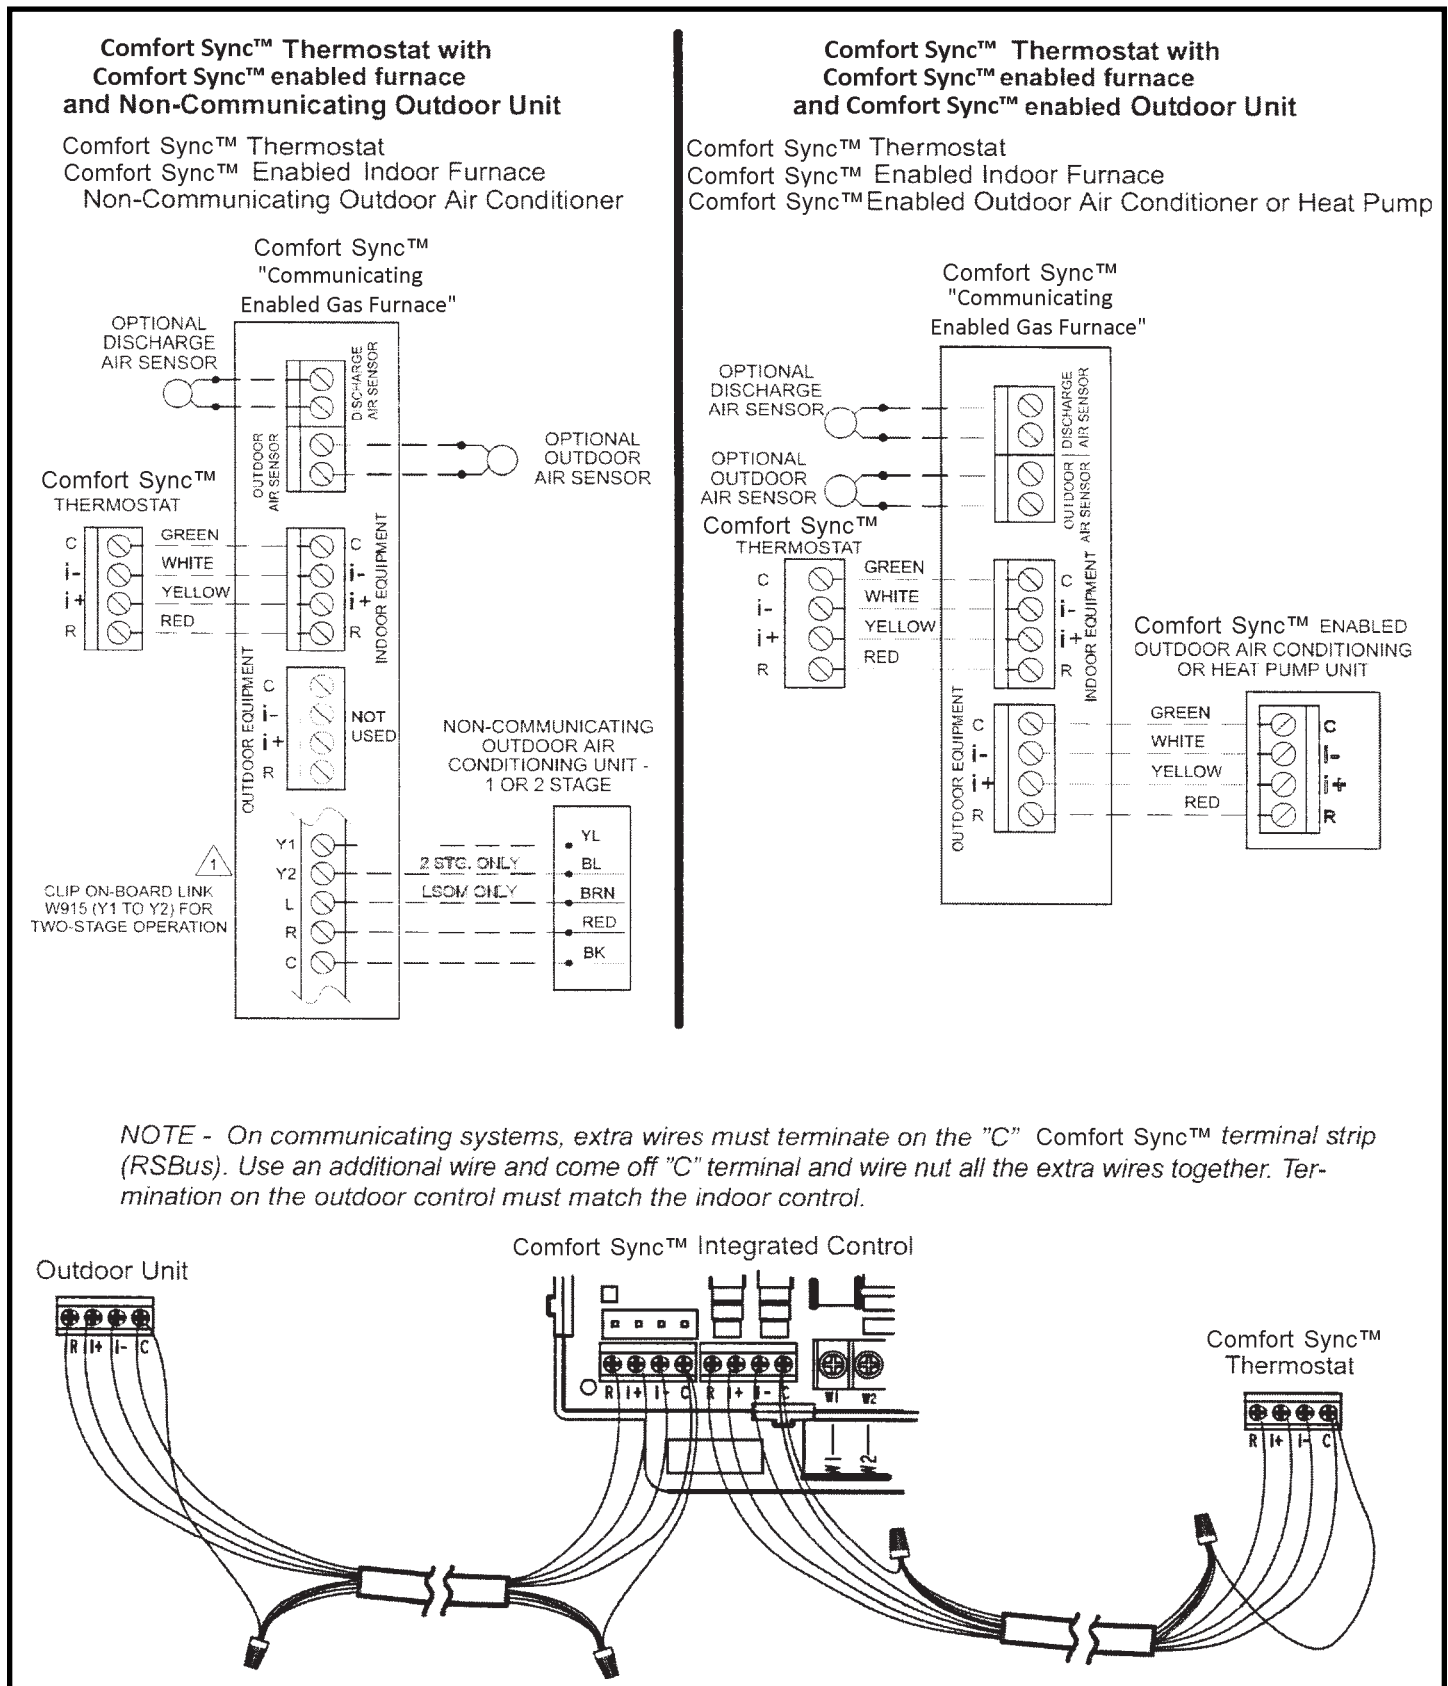 Comfort Sync™ Thermostat with
Comfort Sync™ enabled furnace
and Non-Communicating Outdoor Unit
Comfort Sync™ Thermostat
Comfort Sync™ Enabled Indoor Furnace
Non-Communicating Outdoor Air Conditioner
Comfort Sync™
"Communicating
Enabled Gas Furnace"
OPTIONAL
DISCHARGE
AIR SENSOR
DISCHARGE
AIR SENSOR
OUTDOOR
AIR SENSOR
OPTIONAL
OUTDOOR
AIR SENSOR
Comfort Sync™
THERMOSTAT
C GREEN C
i- WHITE i-
i+ YELLOW i+
R RED R
INDOOR EQUIPMENT
OUTDOOR EQUIPMENT
C
i-
i+
R
NOT
USED
NON-COMMUNICATING
OUTDOOR AIR
CONDITIONING UNIT -
1 OR 2 STAGE
Y1 YL
Y2 2 STG. ONLY BL
L LSOM ONLY BRN
R RED
C BK
1
CLIP ON-BOARD LINK
W915 (Y1 TO Y2) FOR
TWO-STAGE OPERATION
Comfort Sync™ Thermostat with
Comfort Sync™ enabled furnace
and Comfort Sync™ enabled Outdoor Unit
Comfort Sync™ Thermostat
Comfort Sync™ Enabled Indoor Furnace
Comfort Sync™ Enabled Outdoor Air Conditioner or Heat Pump
Comfort Sync™
"Communicating
Enabled Gas Furnace"
OPTIONAL
DISCHARGE
AIR SENSOR
DISCHARGE
AIR SENSOR
OPTIONAL
OUTDOOR
AIR SENSOR
OUTDOOR
AIR SENSOR
Comfort Sync™
THERMOSTAT
C GREEN C
i- WHITE i-
i+ YELLOW i+
R RED R
INDOOR EQUIPMENT
Comfort Sync™ ENABLED
OUTDOOR AIR CONDITIONING
OR HEAT PUMP UNIT
OUTDOOR EQUIPMENT
C GREEN C
i- WHITE i-
i+ YELLOW i+
R RED R
NOTE - On communicating systems, extra wires must terminate on the "C" Comfort Sync™ terminal strip
(RSBus). Use an additional wire and come off "C" terminal and wire nut all the extra wires together. Ter-
mination on the outdoor control must match the indoor control.
Comfort Sync™ Integrated Control
Outdoor Unit
R I+ I- C
R I+ I- C R I+ I- C W1 W2
W1
W2
Comfort Sync™
Thermostat
R I+ I- C